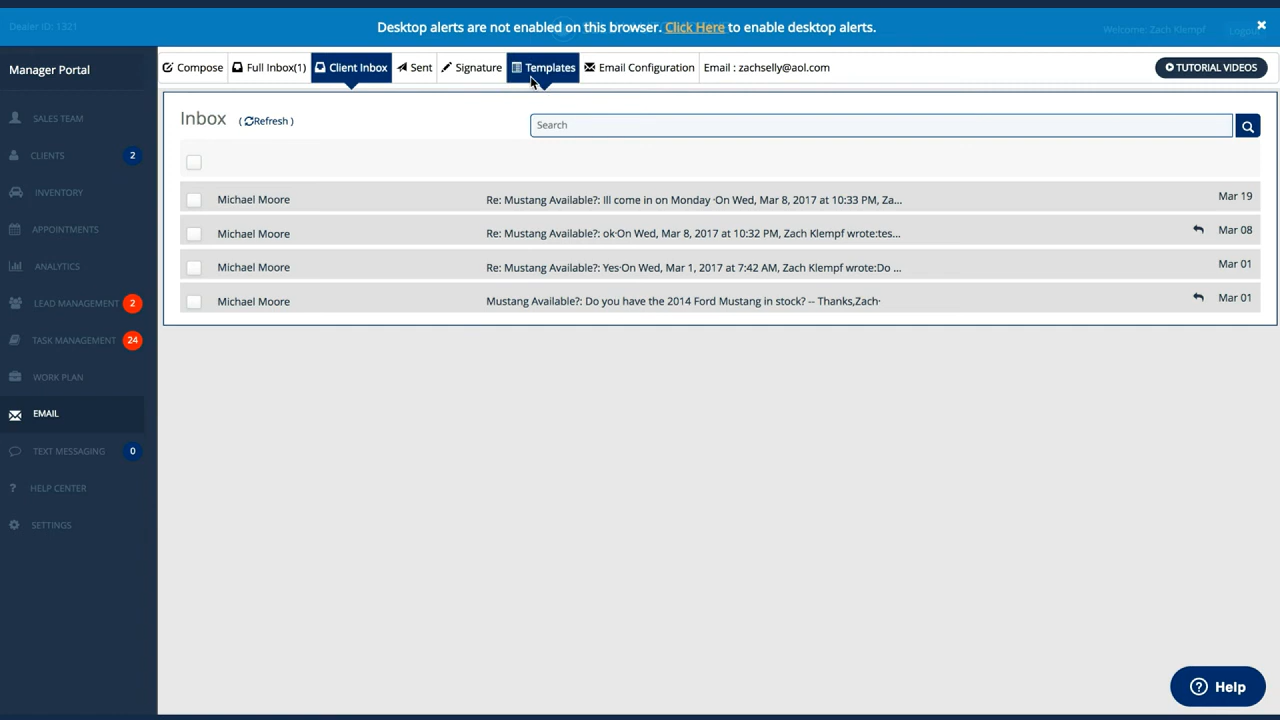 Dealer ID: 1321
Desktop alerts are not enabled on this browser. Click Here to enable desktop alerts.
Welcome: Zach Klempf
Logout
Manager Portal
Compose
Full Inbox(1)
Client Inbox
Sent
Signature
Templates
Email Configuration
Email : zachselly@aol.com
TUTORIAL VIDEOS
SALES TEAM
CLIENTS 2
INVENTORY
APPOINTMENTS
ANALYTICS
LEAD MANAGEMENT 2
TASK MANAGEMENT 24
WORK PLAN
EMAIL
TEXT MESSAGING 0
HELP CENTER
SETTINGS
Inbox ( Refresh )
Search
Michael Moore Re: Mustang Available?: Ill come in on Monday ·On Wed, Mar 8, 2017 at 10:33 PM, Za... Mar 19
Michael Moore Re: Mustang Available?: ok·On Wed, Mar 8, 2017 at 10:32 PM, Zach Klempf wrote:tes... Mar 08
Michael Moore Re: Mustang Available?: Yes·On Wed, Mar 1, 2017 at 7:42 AM, Zach Klempf wrote:Do ... Mar 01
Michael Moore Mustang Available?: Do you have the 2014 Ford Mustang in stock? -- Thanks,Zach· Mar 01
Help